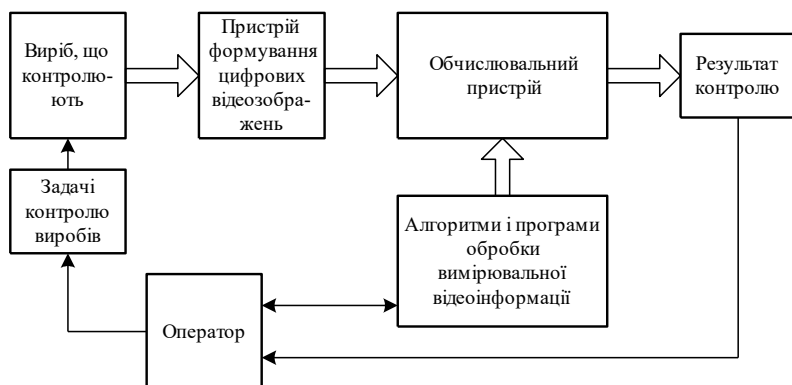 Виріб, що
контролю-
ють
Пристрій
формування
цифрових
відеозобра-
жень
Обчислювальний
пристрій
Результат
контролю
Задачі
контролю
виробів
Алгоритми і програми
обробки
вимірювальної
відеоінформації
Оператор